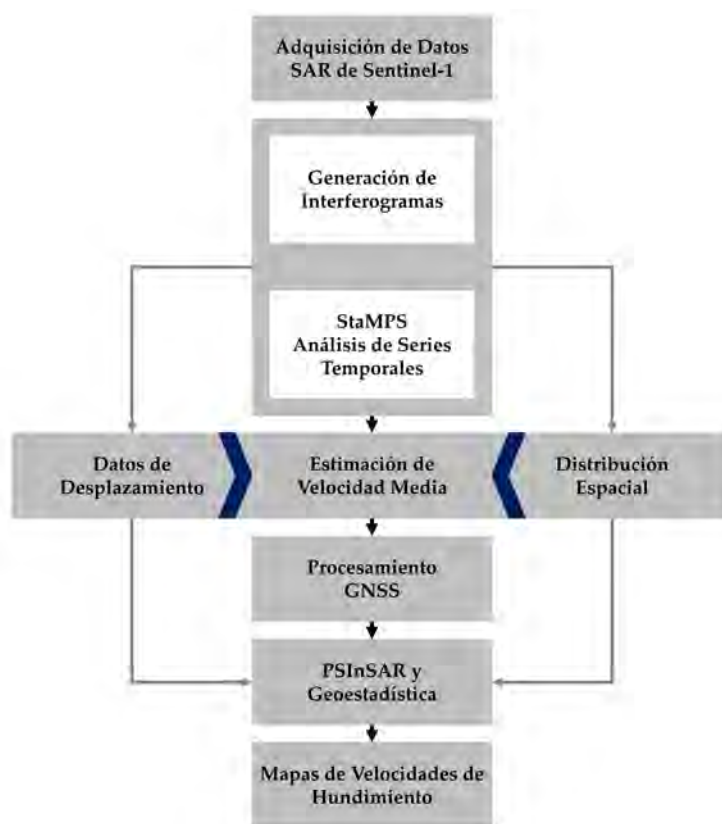 Adquisición de Datos
SAR de Sentinel-1
Generación de
Interferogramas
StaMPS
Análisis de Series
Temporales
Datos de
Desplazamiento
Estimación de
Velocidad Media
Distribución
Espacial
Procesamiento
GNSS
PSInSAR y
Geoestadística
Mapas de Velocidades de
Hundimiento